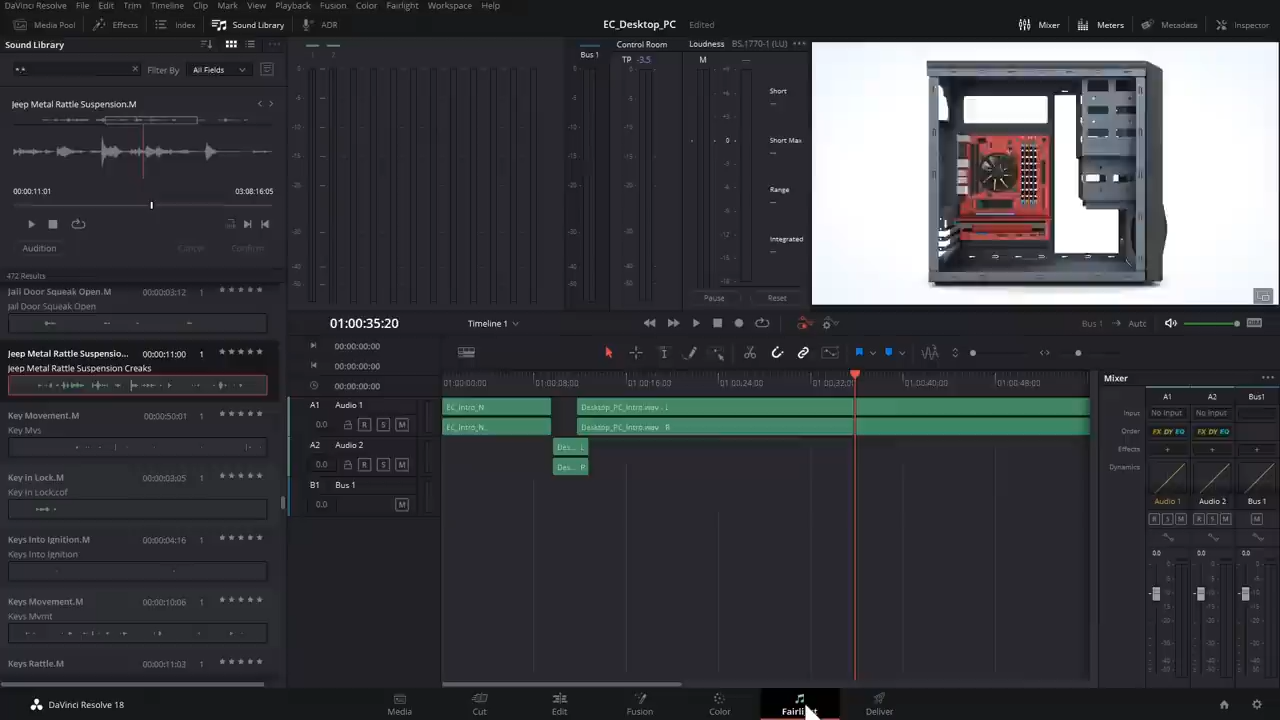 DaVinci Resolve File Edit Trim Timeline Clip Mark View Playback Fusion Color Fairlight Workspace Help
Media Pool Effects Index Sound Library ADR EC_Desktop_PC Edited Mixer Meters Metadata Inspector
Sound Library
Filter By All Fields
Jeep Metal Rattle Suspension.M
00:00:11:01 03:08:16:05
Audition Cancel Confirm
472 Results
Jail Door Squeak Open.M 00:00:03:12 1
Jail Door Squeak Open
Jeep Metal Rattle Suspensio... 00:00:11:00 1
Jeep Metal Rattle Suspension Creaks
Key Movement.M 00:00:50:01 1
Key Mvs
Key in Lock.M 00:00:03:05 1
Key in Lock;cof
Keys Into Ignition.M 00:00:04:16 1
Keys Into Ignition
Keys Movement.M 00:00:10:06 1
Keys Mvmt
Keys Rattle.M 00:00:11:03 1
Bus 1 Control Room Loudness BS.1770-1 (LU)
TP -3.5 M
Short
Short Max
Range
Integrated
Pause Reset
01:00:35:20 Timeline 1 Bus 1 Auto DIM
00:00:00:00
00:00:00:00
00:00:00:00
01:00:00:00 01:00:08:00 01:00:16:00 01:00:24:00 01:00:32:00 01:00:40:00 01:00:48:00
A1 Audio 1
0.0 R S M
EC_Intro_N Desktop_PC_Intro.wav - L
EC_Intro_N.. Desktop_PC_Intro.wav - R
A2 Audio 2
0.0 R S M
Des... L
Des... R
B1 Bus 1
0.0 M
Mixer
A1 A2 Bus1
Input No Input No Input
Order FX DY EQ FX DY EQ
Effects
Dynamics
Audio 1 Audio 2 Bus 1
R S M R S M M
0.0 0.0 0.0
DaVinci Resolve 18 Media Cut Edit Fusion Color Fairlight Deliver